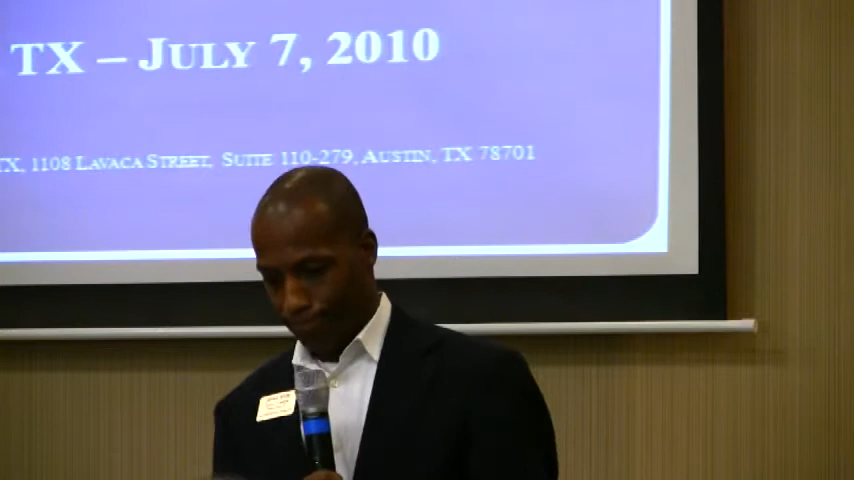 TX – JULY 7, 2010
TX, 1108 LAVACA STREET, SUITE 110-279, AUSTIN, TX 78701